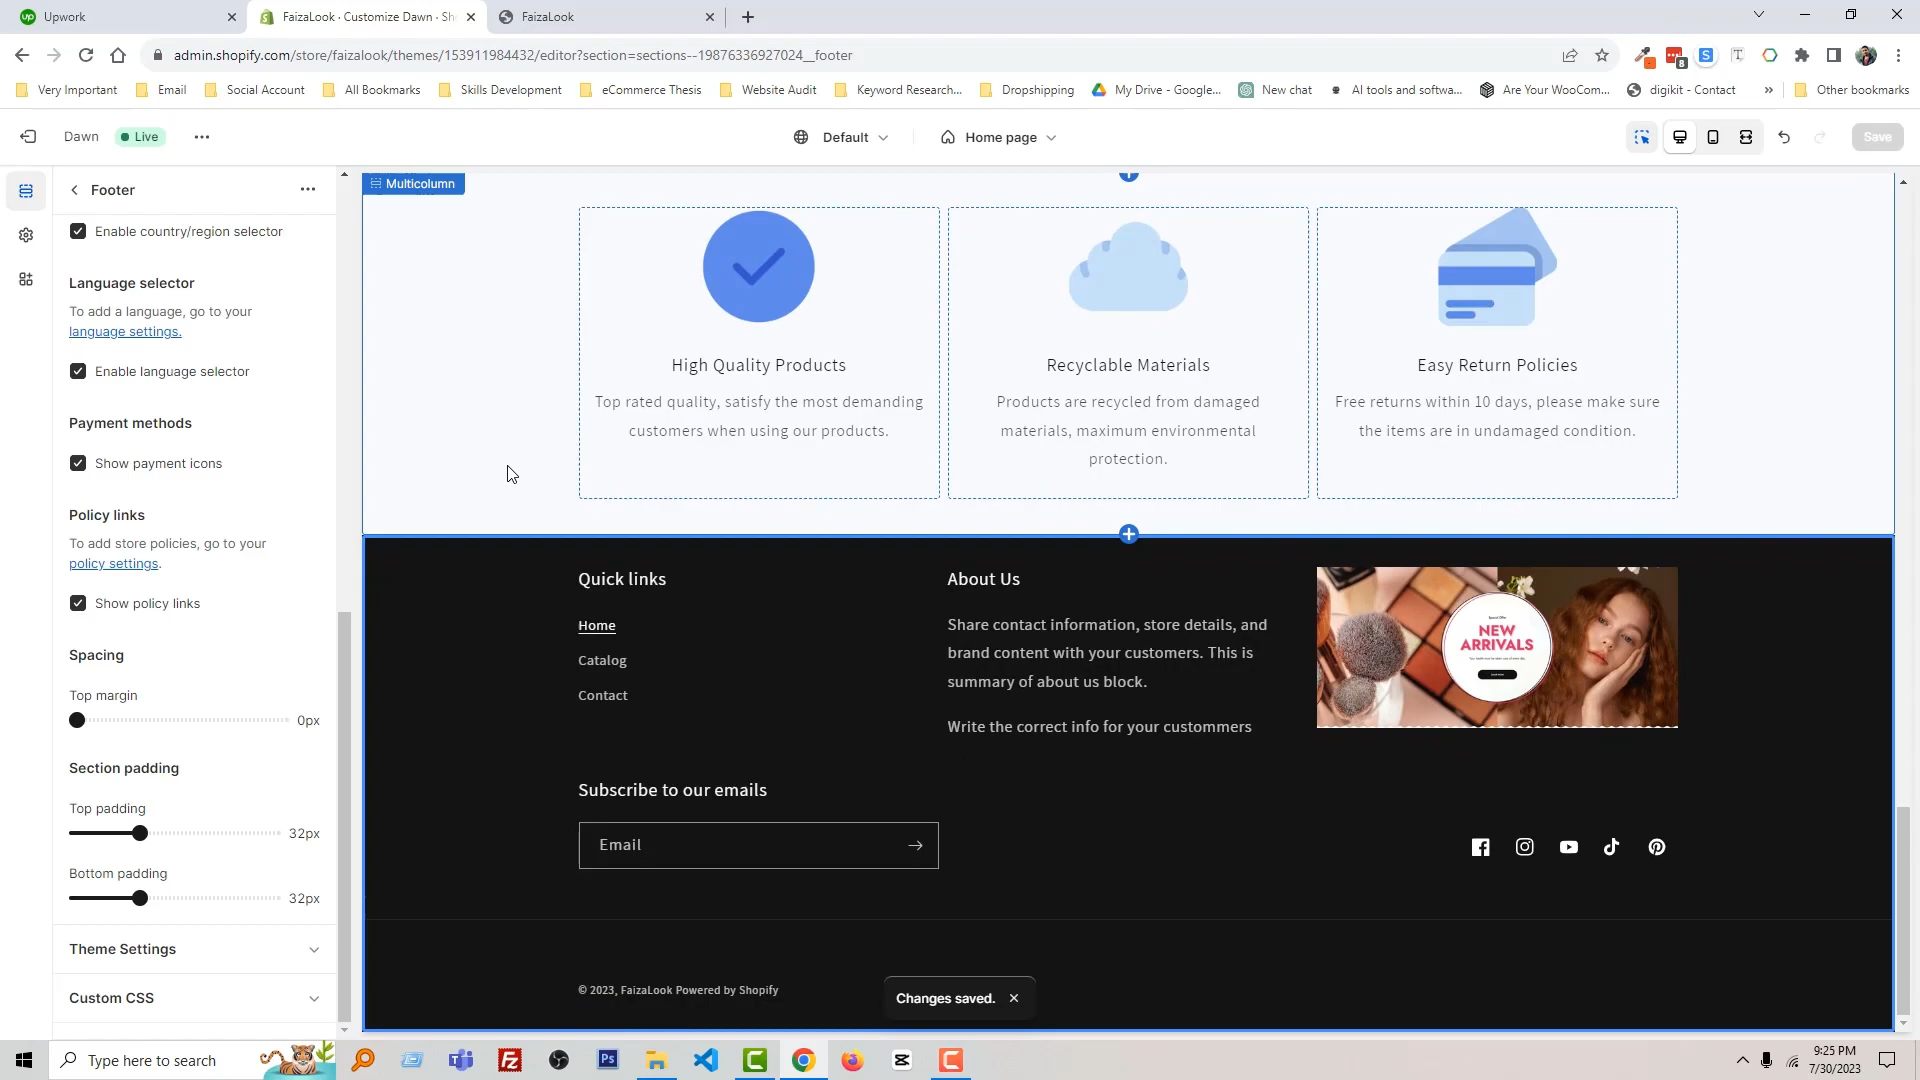 Upwork
FaizaLook · Customize Dawn · Sh
FaizaLook
admin.shopify.com/store/faizalook/themes/153911984432/editor?section=sections--19876336927024__footer
8
Very Important
Email
Social Account
All Bookmarks
Skills Development
eCommerce Thesis
Website Audit
Keyword Research...
Dropshipping
My Drive - Google...
New chat
AI tools and softwa...
Are Your WooCom...
digikit - Contact
»
Other bookmarks
Dawn
Live
Default
Home page
Save
Footer
Enable country/region selector
Language selector
To add a language, go to your
language settings.
Enable language selector
Payment methods
Show payment icons
Policy links
To add store policies, go to your
policy settings.
Show policy links
Spacing
Top margin
0px
Section padding
Top padding
32px
Bottom padding
32px
Theme Settings
Custom CSS
Multicolumn
High Quality Products
Top rated quality, satisfy the most demanding
customers when using our products.
Recyclable Materials
Products are recycled from damaged
materials, maximum environmental
protection.
Easy Return Policies
Free returns within 10 days, please make sure
the items are in undamaged condition.
Quick links
Home
Catalog
Contact
About Us
Share contact information, store details, and
brand content with your customers. This is
summary of about us block.
Write the correct info for your custommers
Special Offer
NEW
ARRIVALS
Subscribe to our emails
Email
© 2023, FaizaLook Powered by Shopify
Changes saved.
Type here to search
9:25 PM
7/30/2023